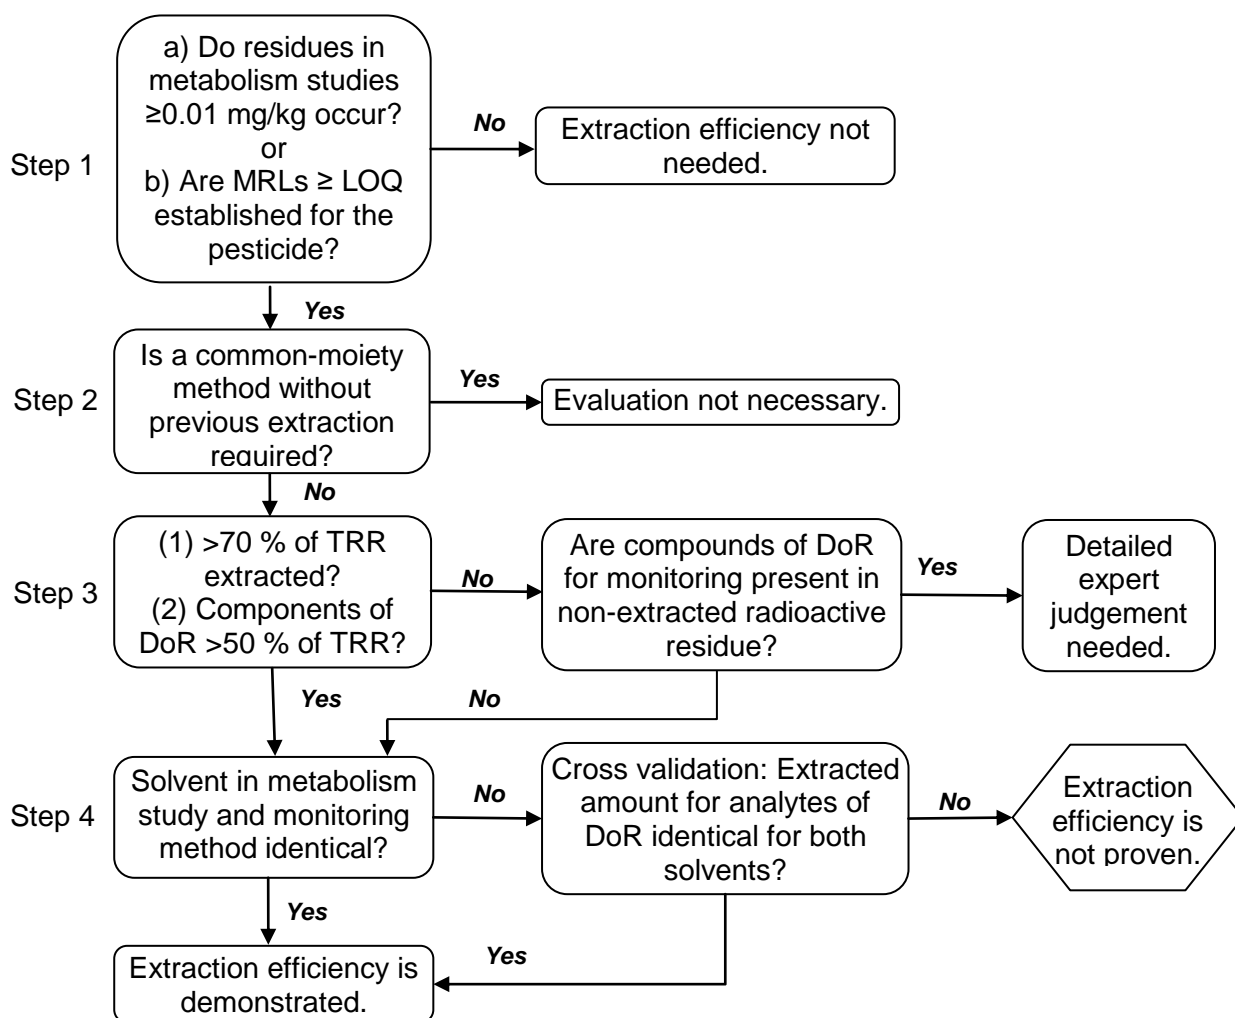 Step 1
a) Do residues in
metabolism studies
≥0.01 mg/kg occur?
or
b) Are MRLs ≥ LOQ
established for the
pesticide?
No
Extraction efficiency not
needed.
Yes
Step 2
Is a common-moiety
method without
previous extraction
required?
Yes
Evaluation not necessary.
No
Step 3
(1) >70 % of TRR
extracted?
(2) Components of
DoR >50 % of TRR?
No
Are compounds of DoR
for monitoring present in
non-extracted radioactive
residue?
Yes
Detailed
expert
judgement
needed.
Yes
No
Step 4
Solvent in metabolism
study and monitoring
method identical?
No
Cross validation: Extracted
amount for analytes of
DoR identical for both
solvents?
No
Extraction
efficiency is
not proven.
Yes
Yes
Extraction efficiency is
demonstrated.